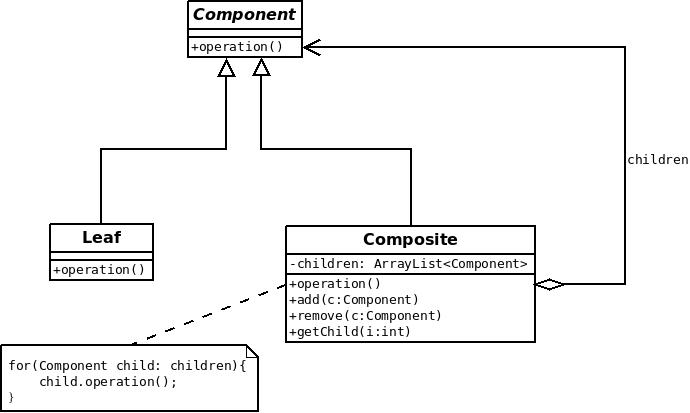 Component
+operation()
children
Leaf
+operation()
Composite
-children: ArrayList<Component>
+operation()
+add(c:Component)
+remove(c:Component)
+getChild(i:int)
for(Component child: children){
    child.operation();
}